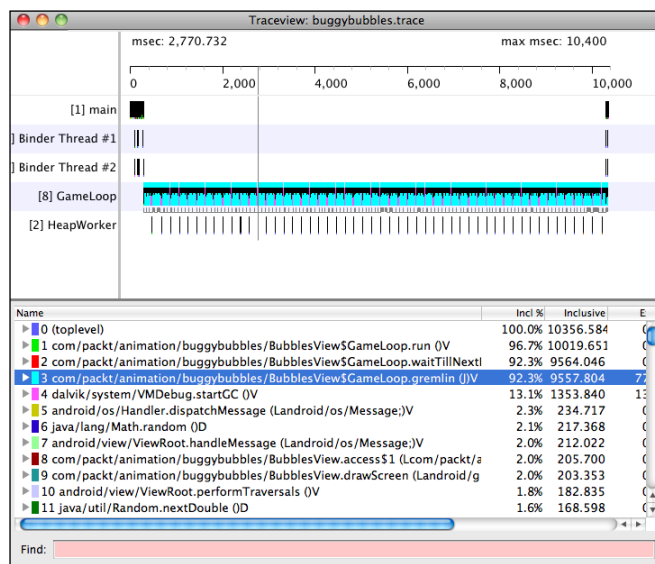 Traceview: buggybubbles.trace
msec: 2,770.732 max msec: 10,400
0 2,000 4,000 6,000 8,000 10,000
[1] main
] Binder Thread #1
] Binder Thread #2
[8] GameLoop
[2] HeapWorker
Name Incl % Inclusive E
0 (toplevel) 100.0% 10356.584
1 com/packt/animation/buggybubbles/BubblesView$GameLoop.run ()V 96.7% 10019.651
2 com/packt/animation/buggybubbles/BubblesView$GameLoop.waitTillNextI 92.3% 9564.046
3 com/packt/animation/buggybubbles/BubblesView$GameLoop.gremlin (J)V 92.3% 9557.804 77
4 dalvik/system/VMDebug.startGC ()V 13.1% 1353.840 13
5 android/os/Handler.dispatchMessage (Landroid/os/Message;)V 2.3% 234.717
6 java/lang/Math.random ()D 2.1% 217.368
7 android/view/ViewRoot.handleMessage (Landroid/os/Message;)V 2.0% 212.022
8 com/packt/animation/buggybubbles/BubblesView.access$1 (Lcom/packt/a 2.0% 205.700
9 com/packt/animation/buggybubbles/BubblesView.drawScreen (Landroid/g 2.0% 203.353
10 android/view/ViewRoot.performTraversals ()V 1.8% 182.835
11 java/util/Random.nextDouble ()D 1.6% 168.598
Find: